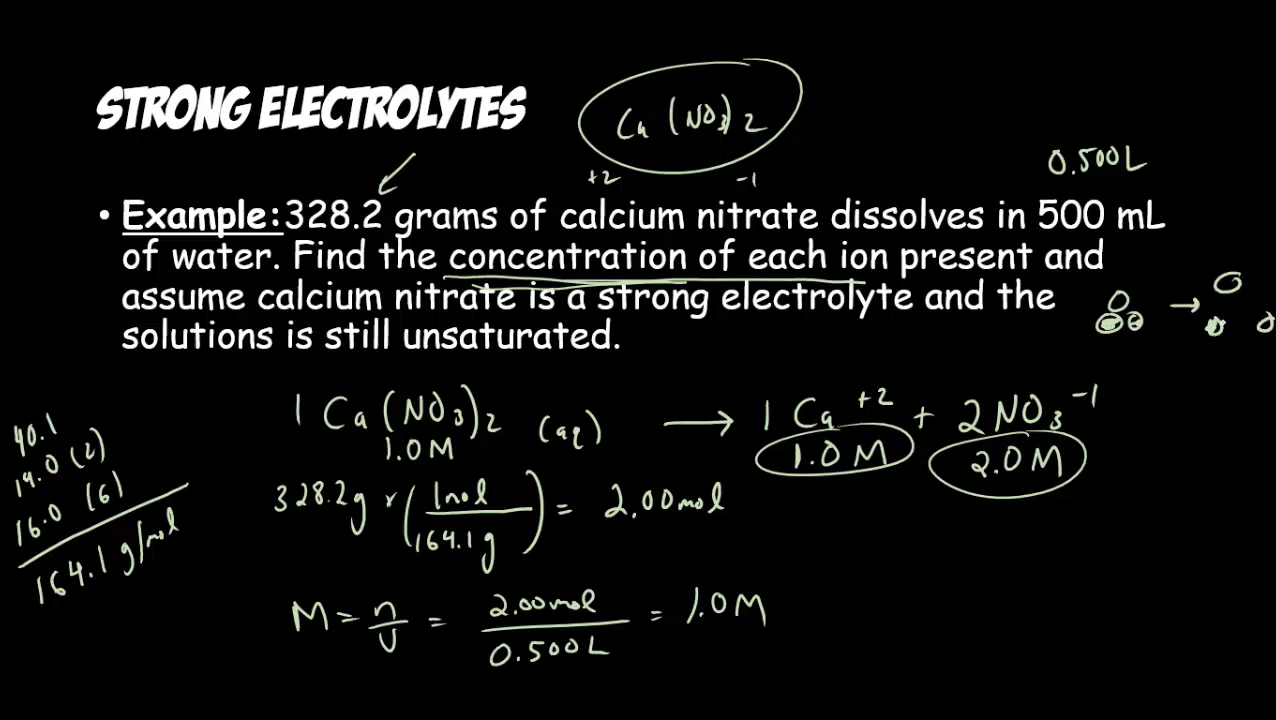 STRONG ELECTROLYTES
Ca (NO3)2
+2 -1
0.500L
• Example: 328.2 grams of calcium nitrate dissolves in 500 mL
of water. Find the concentration of each ion present and
assume calcium nitrate is a strong electrolyte and the
solutions is still unsaturated.
1 Ca (NO3)2 (aq) → 1 Ca+2 + 2NO3-1
1.0M 1.0M 2.0M
40.1
14.0 (2)
16.0 (6)
164.1 g/mol
328.2g × (1mol/164.1g) = 2.00mol
M = n/V = 2.00mol/0.500L = 1.0M